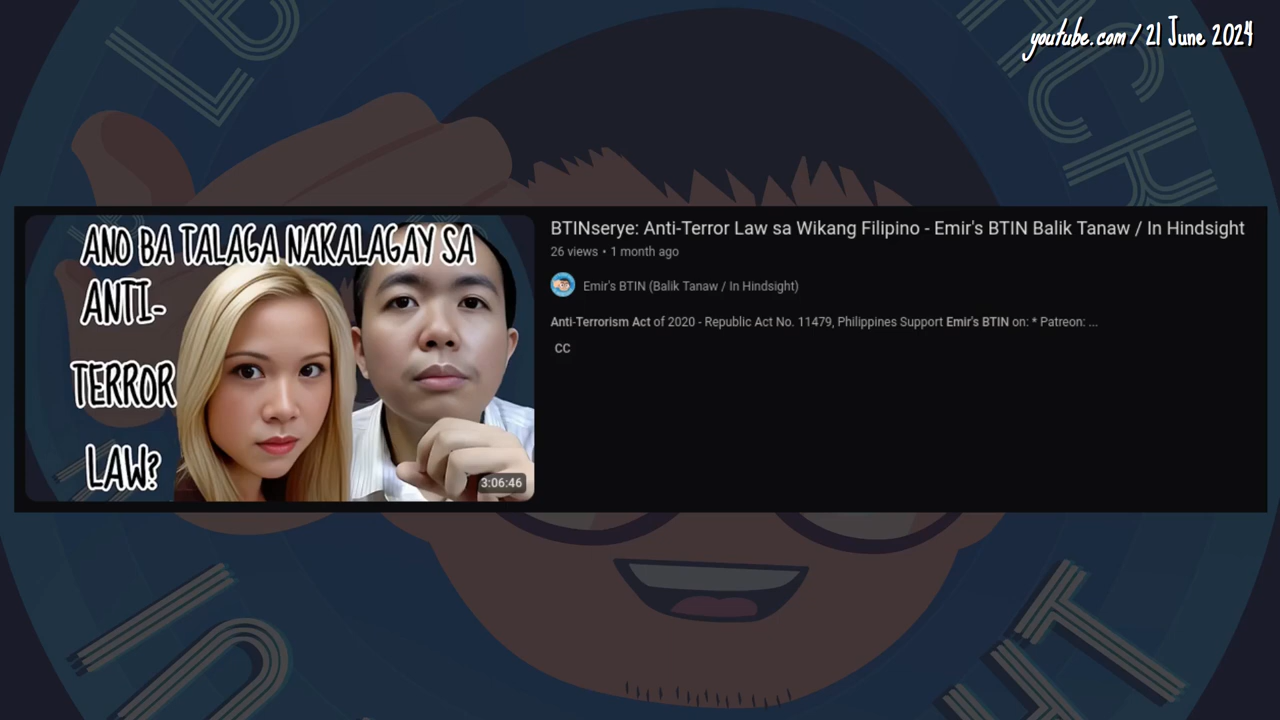 youtube.com / 21 June 2024
ANO BA TALAGA NAKALAGAY SA
ANTI-
TERROR
LAW?
3:06:46
BTINserye: Anti-Terror Law sa Wikang Filipino - Emir's BTIN Balik Tanaw / In Hindsight
26 views • 1 month ago
Emir's BTIN (Balik Tanaw / In Hindsight)
Anti-Terrorism Act of 2020 - Republic Act No. 11479, Philippines Support Emir's BTIN on: * Patreon: ...
CC